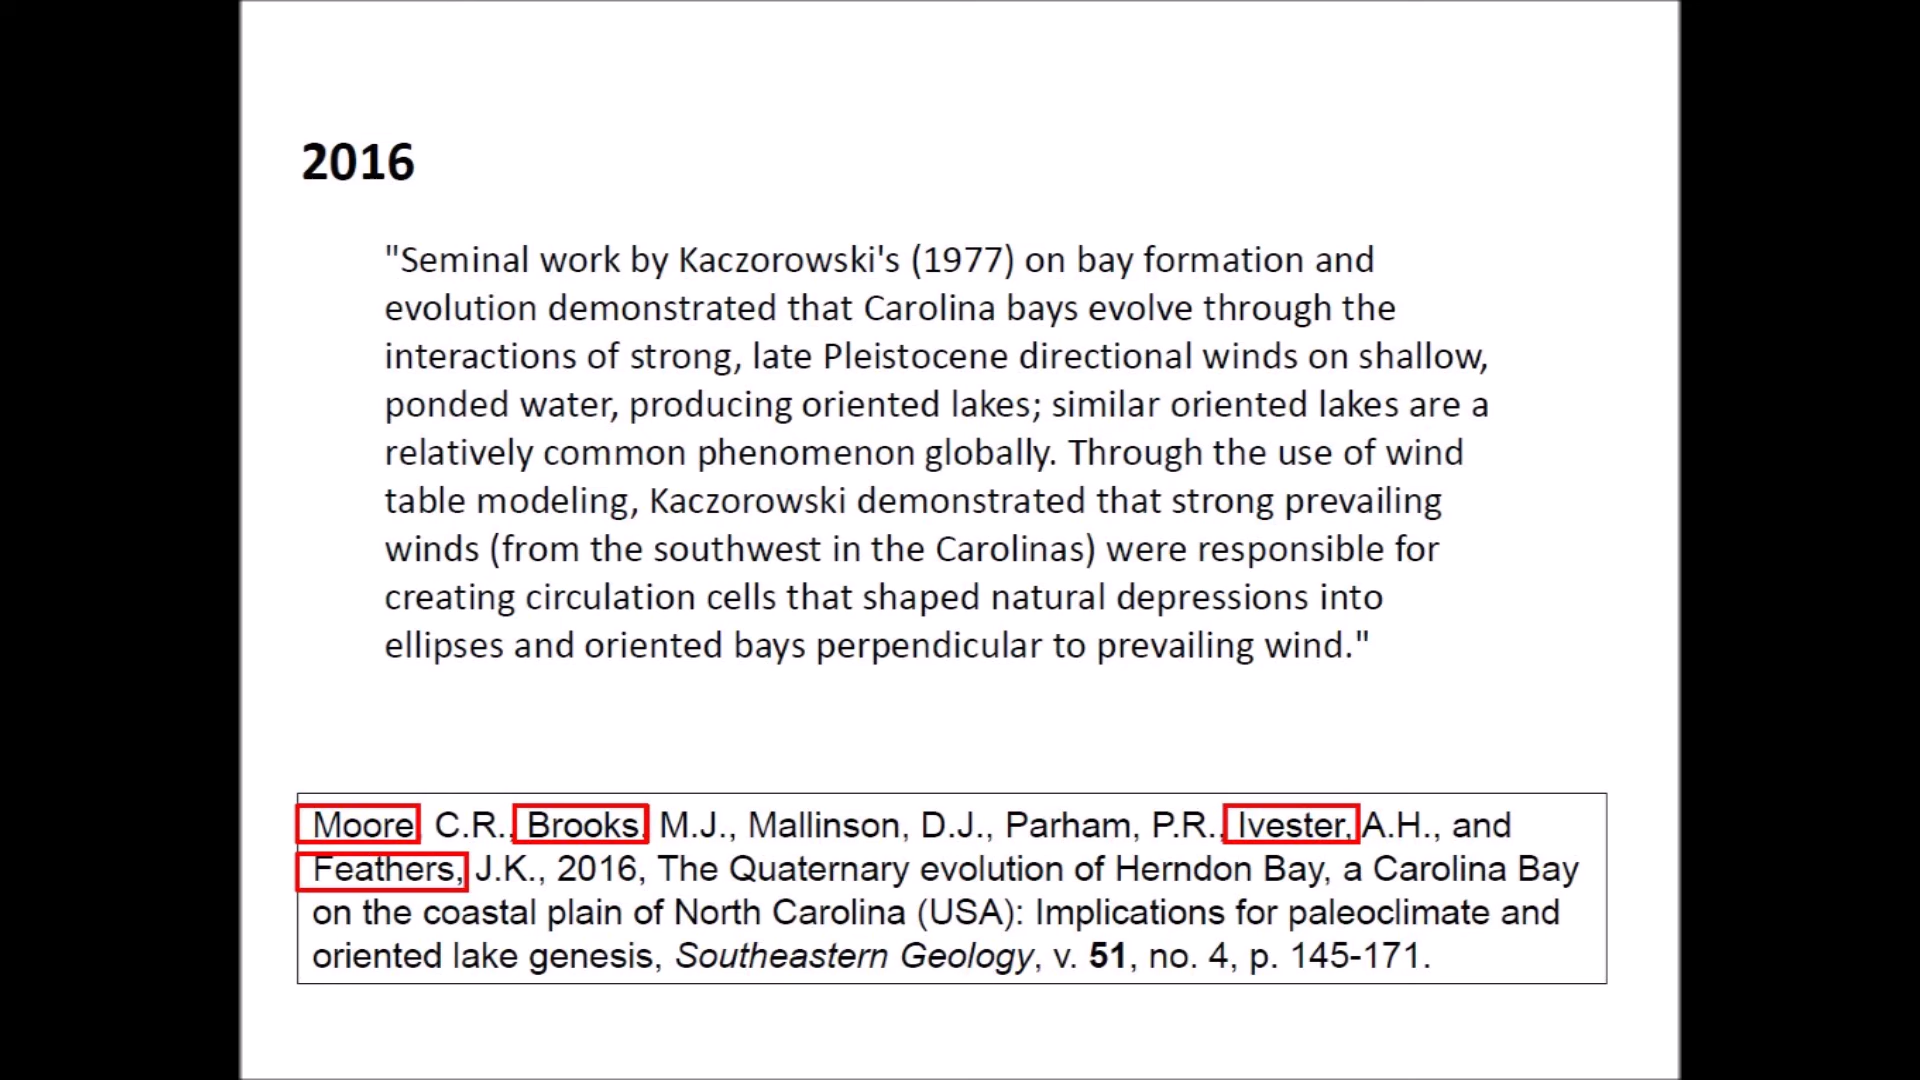 2016
"Seminal work by Kaczorowski's (1977) on bay formation and
evolution demonstrated that Carolina bays evolve through the
interactions of strong, late Pleistocene directional winds on shallow,
ponded water, producing oriented lakes; similar oriented lakes are a
relatively common phenomenon globally. Through the use of wind
table modeling, Kaczorowski demonstrated that strong prevailing
winds (from the southwest in the Carolinas) were responsible for
creating circulation cells that shaped natural depressions into
ellipses and oriented bays perpendicular to prevailing wind."
Moore, C.R., Brooks, M.J., Mallinson, D.J., Parham, P.R., Ivester, A.H., and
Feathers, J.K., 2016, The Quaternary evolution of Herndon Bay, a Carolina Bay
on the coastal plain of North Carolina (USA): Implications for paleoclimate and
oriented lake genesis, Southeastern Geology, v. 51, no. 4, p. 145-171.